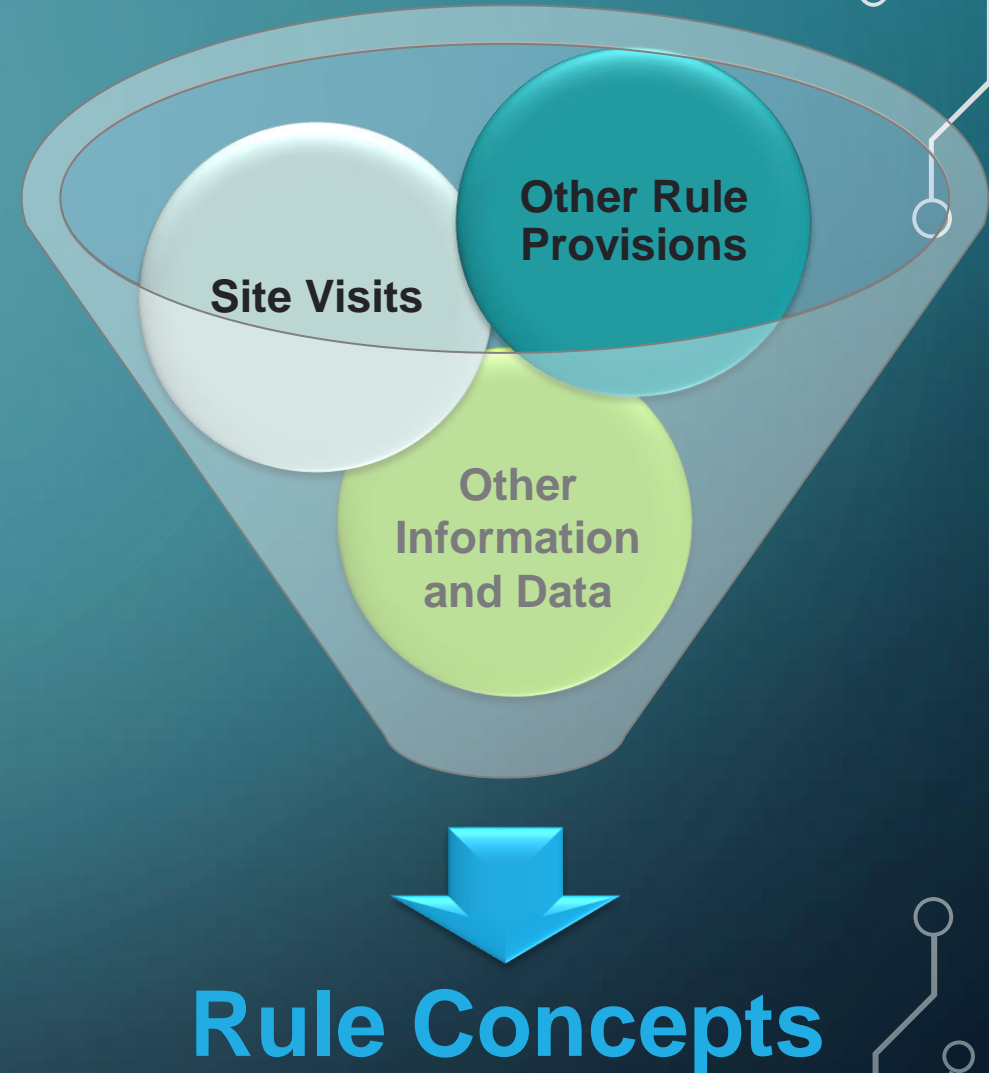 Other Rule
Provisions
Site Visits
Other
Information
and Data
Rule Concepts